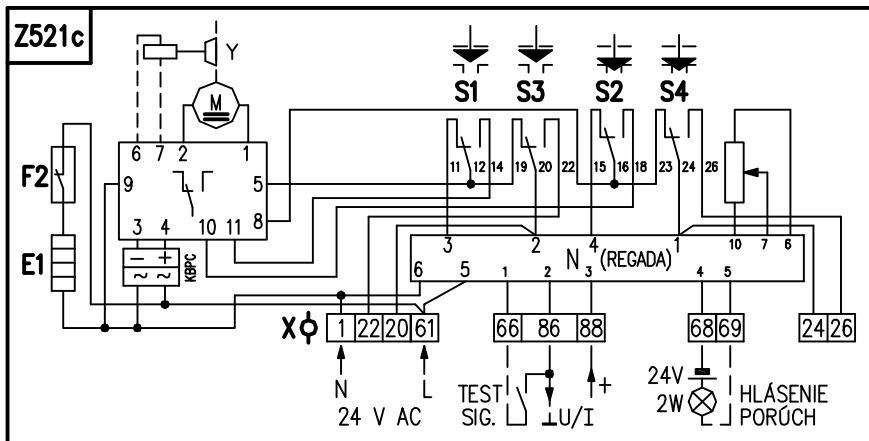 Z521c
Y
M
S1 S3 S2 S4
6 7 2 1
11 12 14 19 20 22 15 16 18 23 24 26
F2
9 5
8
3 4 10 11
10 7 6
3 2 4 1
N (REGADA)
E1
− +
~ ~
KBPC
6 5 1 2 3 4 5
X 1 22 20 61 66 86 88 68 69 24 26
N L
24 V AC
TEST
SIG.
U/I
+
24V
2W
HLÁSENIE
PORÚCH